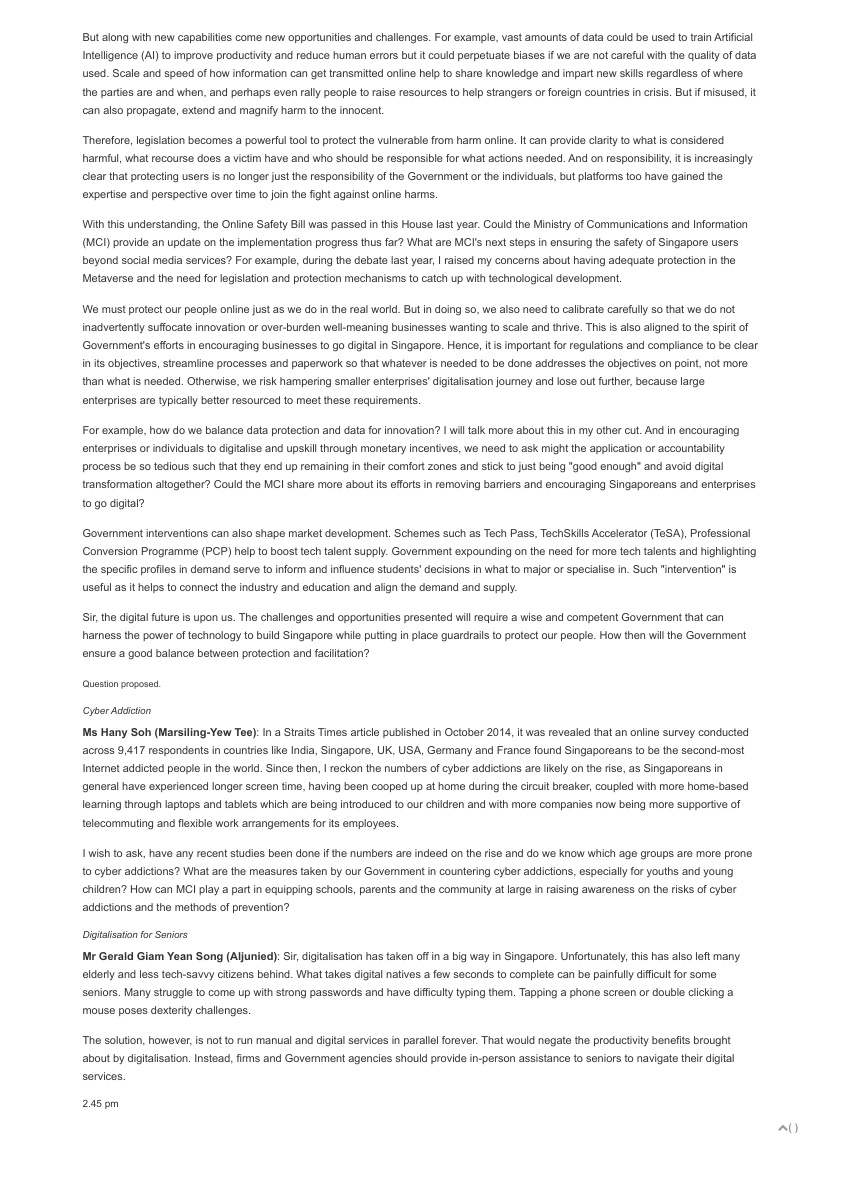 But along with new capabilities come new opportunities and challenges. For example, vast amounts of data could be used to train Artificial
Intelligence (AI) to improve productivity and reduce human errors but it could perpetuate biases if we are not careful with the quality of data
used. Scale and speed of how information can get transmitted online help to share knowledge and impart new skills regardless of where
the parties are and when, and perhaps even rally people to raise resources to help strangers or foreign countries in crisis. But if misused, it
can also propagate, extend and magnify harm to the innocent.
Therefore, legislation becomes a powerful tool to protect the vulnerable from harm online. It can provide clarity to what is considered
harmful, what recourse does a victim have and who should be responsible for what actions needed. And on responsibility, it is increasingly
clear that protecting users is no longer just the responsibility of the Government or the individuals, but platforms too have gained the
expertise and perspective over time to join the fight against online harms.
With this understanding, the Online Safety Bill was passed in this House last year. Could the Ministry of Communications and Information
(MCI) provide an update on the implementation progress thus far? What are MCI's next steps in ensuring the safety of Singapore users
beyond social media services? For example, during the debate last year, I raised my concerns about having adequate protection in the
Metaverse and the need for legislation and protection mechanisms to catch up with technological development.
We must protect our people online just as we do in the real world. But in doing so, we also need to calibrate carefully so that we do not
inadvertently suffocate innovation or over-burden well-meaning businesses wanting to scale and thrive. This is also aligned to the spirit of
Government's efforts in encouraging businesses to go digital in Singapore. Hence, it is important for regulations and compliance to be clear
in its objectives, streamline processes and paperwork so that whatever is needed to be done addresses the objectives on point, not more
than what is needed. Otherwise, we risk hampering smaller enterprises' digitalisation journey and lose out further, because large
enterprises are typically better resourced to meet these requirements.
For example, how do we balance data protection and data for innovation? I will talk more about this in my other cut. And in encouraging
enterprises or individuals to digitalise and upskill through monetary incentives, we need to ask might the application or accountability
process be so tedious such that they end up remaining in their comfort zones and stick to just being "good enough" and avoid digital
transformation altogether? Could the MCI share more about its efforts in removing barriers and encouraging Singaporeans and enterprises
to go digital?
Government interventions can also shape market development. Schemes such as Tech Pass, TechSkills Accelerator (TeSA), Professional
Conversion Programme (PCP) help to boost tech talent supply. Government expounding on the need for more tech talents and highlighting
the specific profiles in demand serve to inform and influence students' decisions in what to major or specialise in. Such "intervention" is
useful as it helps to connect the industry and education and align the demand and supply.
Sir, the digital future is upon us. The challenges and opportunities presented will require a wise and competent Government that can
harness the power of technology to build Singapore while putting in place guardrails to protect our people. How then will the Government
ensure a good balance between protection and facilitation?
Question proposed.
Cyber Addiction
Ms Hany Soh (Marsiling-Yew Tee): In a Straits Times article published in October 2014, it was revealed that an online survey conducted
across 9,417 respondents in countries like India, Singapore, UK, USA, Germany and France found Singaporeans to be the second-most
Internet addicted people in the world. Since then, I reckon the numbers of cyber addictions are likely on the rise, as Singaporeans in
general have experienced longer screen time, having been cooped up at home during the circuit breaker, coupled with more home-based
learning through laptops and tablets which are being introduced to our children and with more companies now being more supportive of
telecommuting and flexible work arrangements for its employees.
I wish to ask, have any recent studies been done if the numbers are indeed on the rise and do we know which age groups are more prone
to cyber addictions? What are the measures taken by our Government in countering cyber addictions, especially for youths and young
children? How can MCI play a part in equipping schools, parents and the community at large in raising awareness on the risks of cyber
addictions and the methods of prevention?
Digitalisation for Seniors
Mr Gerald Giam Yean Song (Aljunied): Sir, digitalisation has taken off in a big way in Singapore. Unfortunately, this has also left many
elderly and less tech-savvy citizens behind. What takes digital natives a few seconds to complete can be painfully difficult for some
seniors. Many struggle to come up with strong passwords and have difficulty typing them. Tapping a phone screen or double clicking a
mouse poses dexterity challenges.
The solution, however, is not to run manual and digital services in parallel forever. That would negate the productivity benefits brought
about by digitalisation. Instead, firms and Government agencies should provide in-person assistance to seniors to navigate their digital
services.
2.45 pm
( )